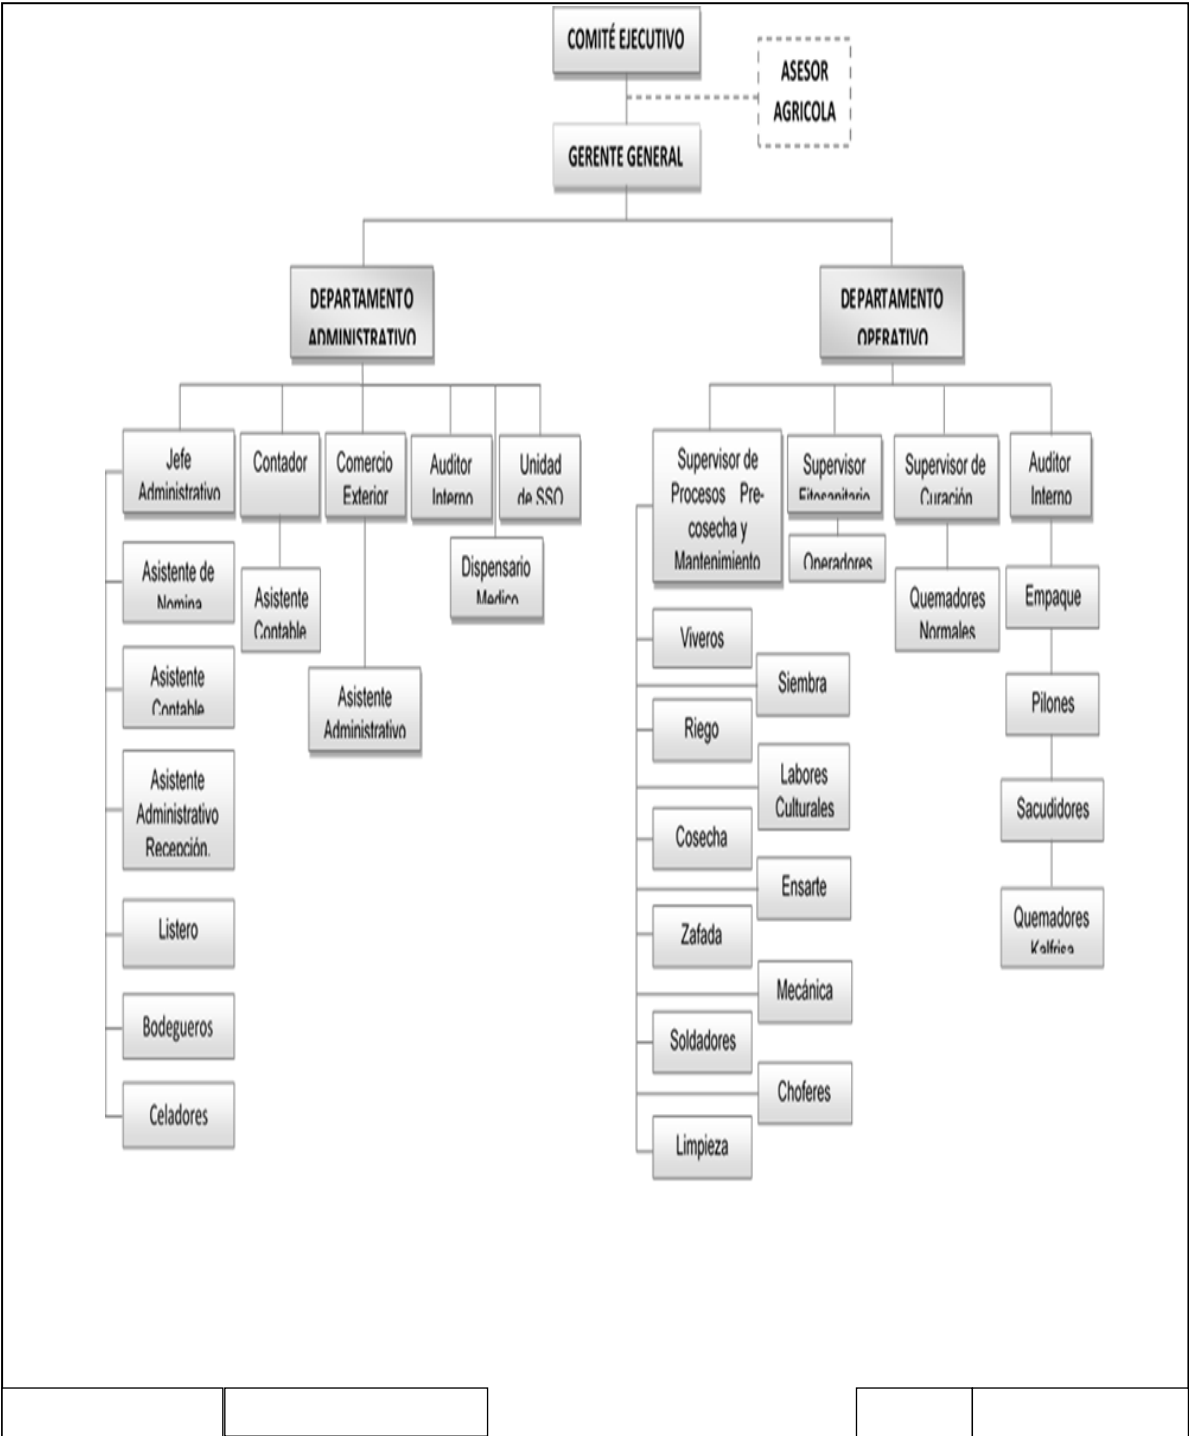 COMITÉ EJECUTIVO
ASESOR
AGRICOLA
GERENTE GENERAL
DEPARTAMENTO
ADMINISTRATIVO
DEPARTAMENTO
OPERATIVO
Jefe
Administrativo
Contador
Comercio
Exterior
Auditor
Interno
Unidad
de SSO
Dispensario
Medico
Asistente de
Nomina
Asistente
Contable
Asistente
Contable
Asistente
Administrativo
Asistente
Administrativo
Recepción.
Listero
Bodegueros
Celadores
Supervisor de
Procesos Pre-
cosecha y
Mantenimiento
Supervisor
Fitosanitario
Supervisor de
Curación
Auditor
Interno
Operadores
Quemadores
Normales
Empaque
Viveros
Siembra
Pilones
Riego
Labores
Culturales
Sacudidores
Cosecha
Ensarte
Quemadores
Kalfrisa
Zafada
Mecánica
Soldadores
Choferes
Limpieza